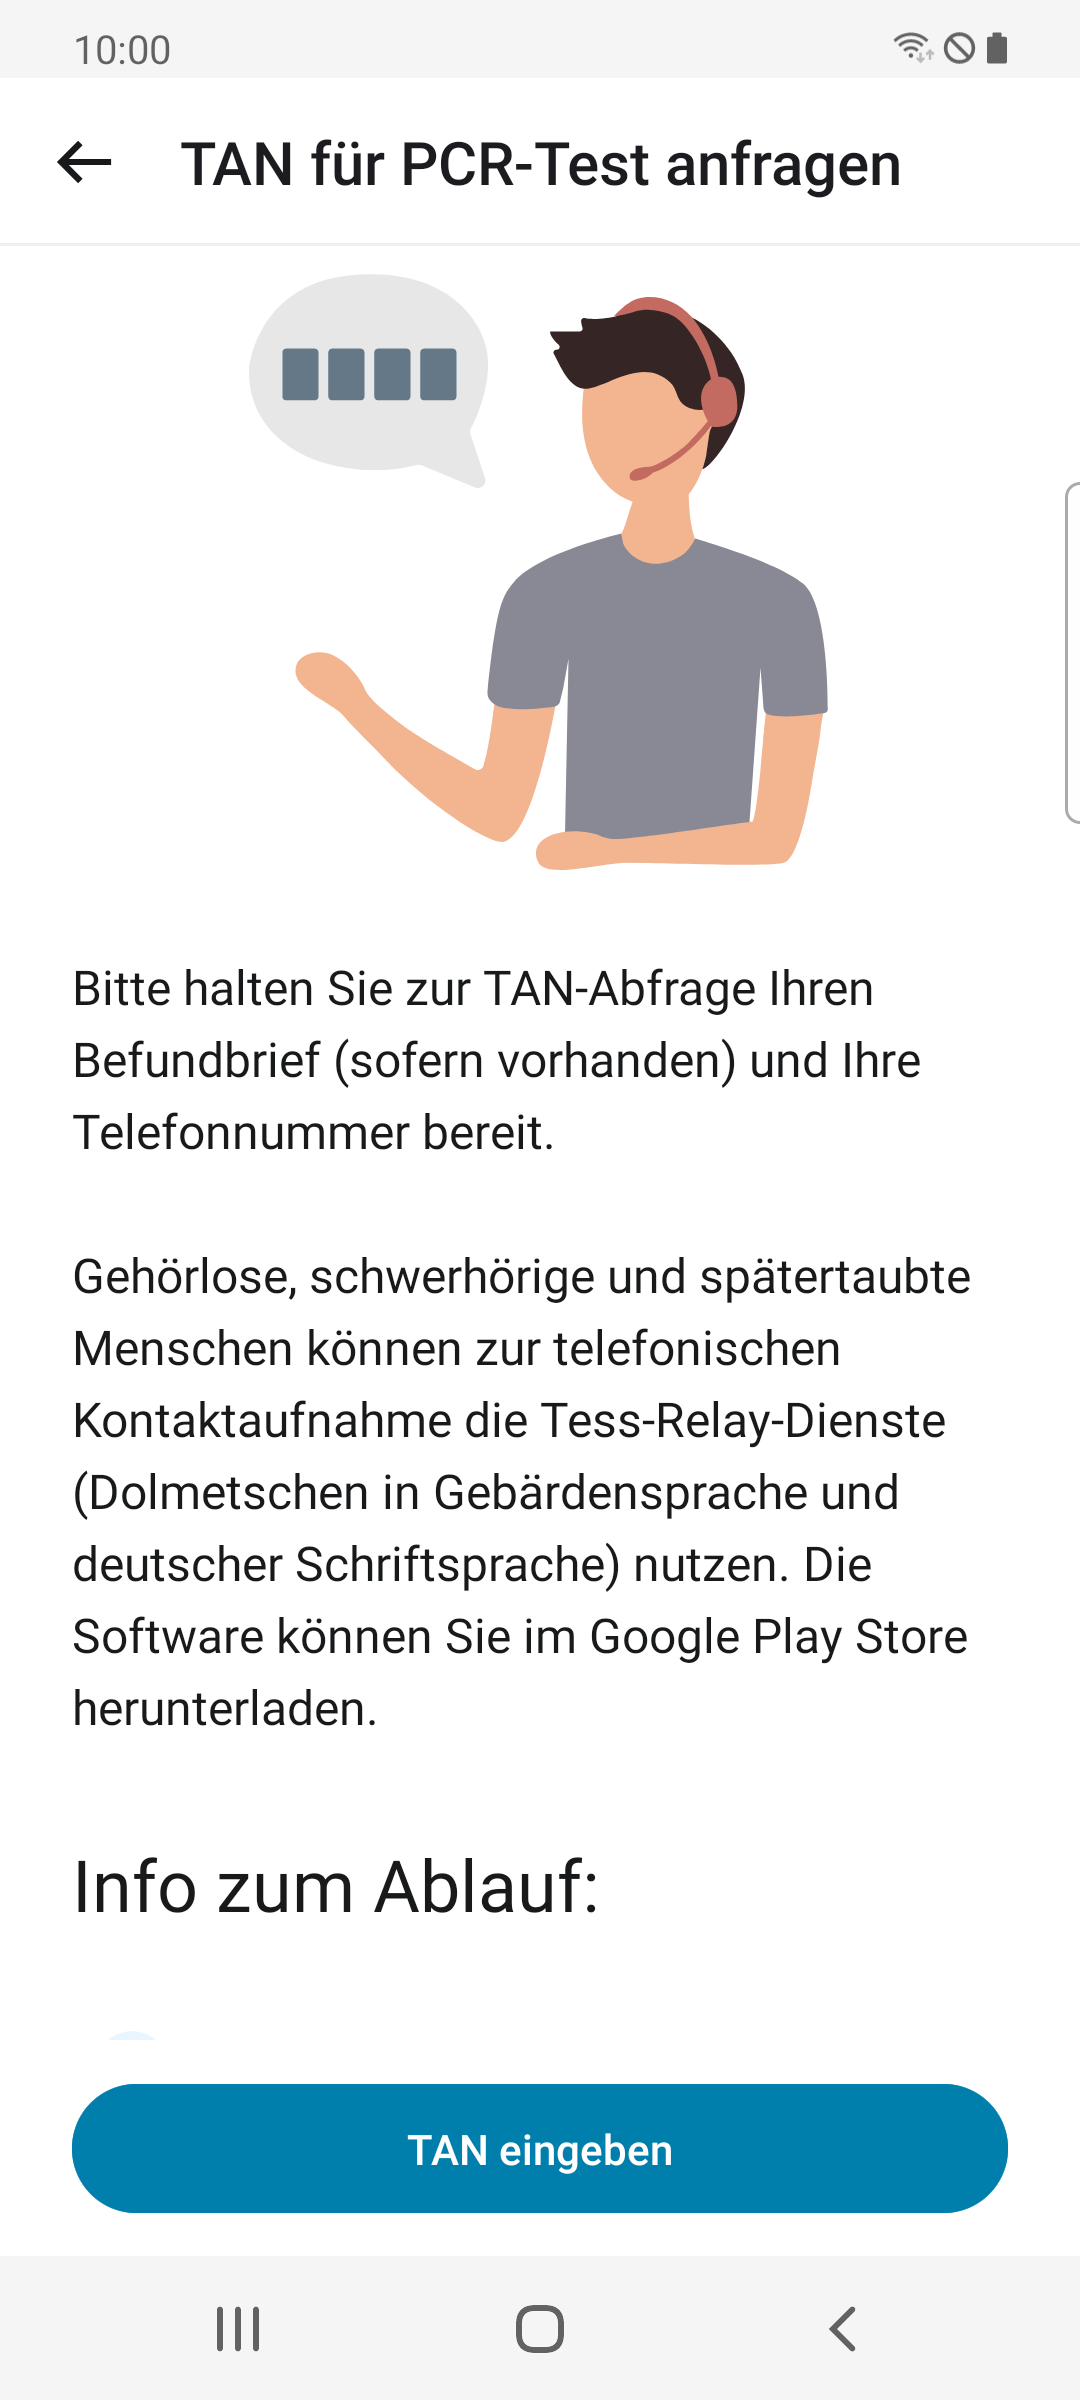 10:00
TAN für PCR-Test anfragen
Bitte halten Sie zur TAN-Abfrage Ihren
Befundbrief (sofern vorhanden) und Ihre
Telefonnummer bereit.
Gehörlose, schwerhörige und spätertaubte
Menschen können zur telefonischen
Kontaktaufnahme die Tess-Relay-Dienste
(Dolmetschen in Gebärdensprache und
deutscher Schriftsprache) nutzen. Die
Software können Sie im Google Play Store
herunterladen.
Info zum Ablauf:
TAN eingeben